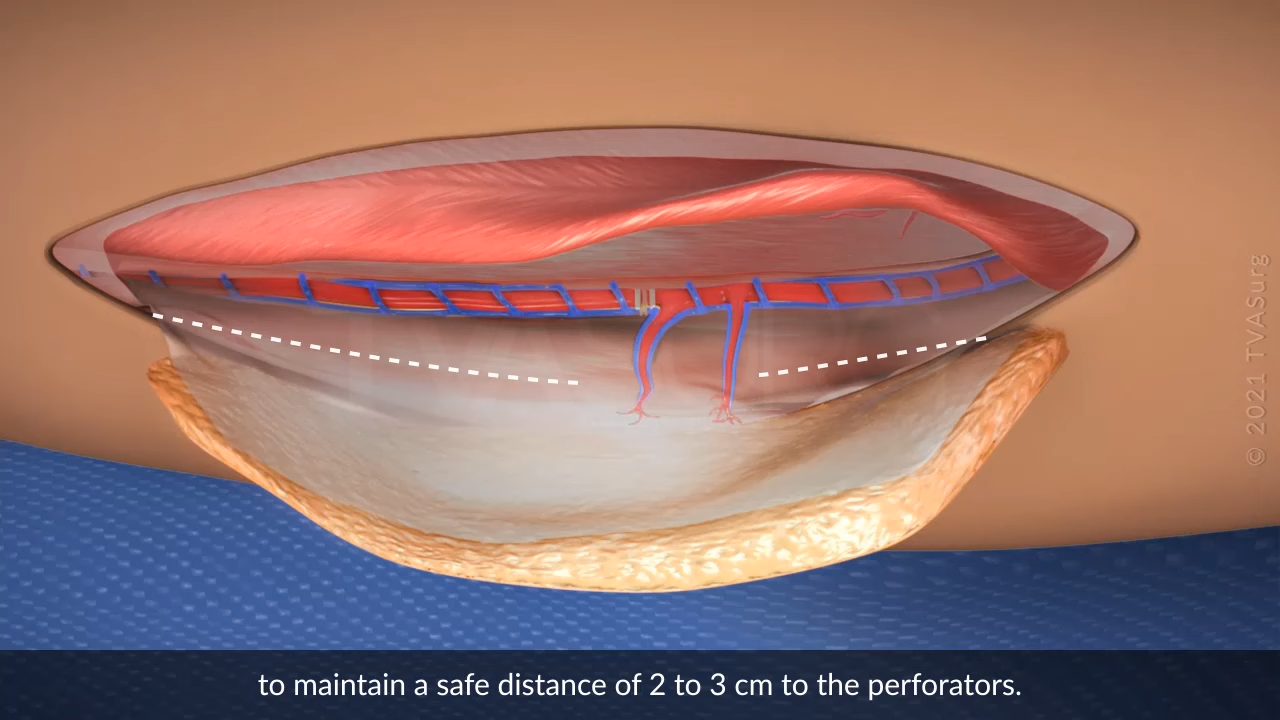 © 2021 TVASurg
to maintain a safe distance of 2 to 3 cm to the perforators.